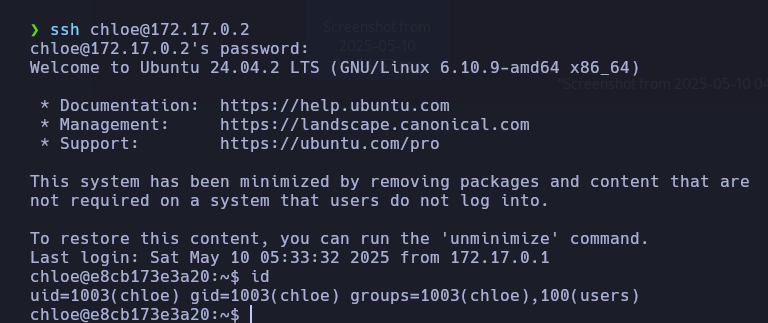 ❯ ssh chloe@172.17.0.2
chloe@172.17.0.2's password:
Welcome to Ubuntu 24.04.2 LTS (GNU/Linux 6.10.9-amd64 x86_64)
 * Documentation:  https://help.ubuntu.com
 * Management:     https://landscape.canonical.com
 * Support:        https://ubuntu.com/pro
This system has been minimized by removing packages and content that are
not required on a system that users do not log into.
To restore this content, you can run the 'unminimize' command.
Last login: Sat May 10 05:33:32 2025 from 172.17.0.1
chloe@e8cb173e3a20:~$ id
uid=1003(chloe) gid=1003(chloe) groups=1003(chloe),100(users)
chloe@e8cb173e3a20:~$
Screenshot from
2025-05-10
"Screenshot from 2025-05-10